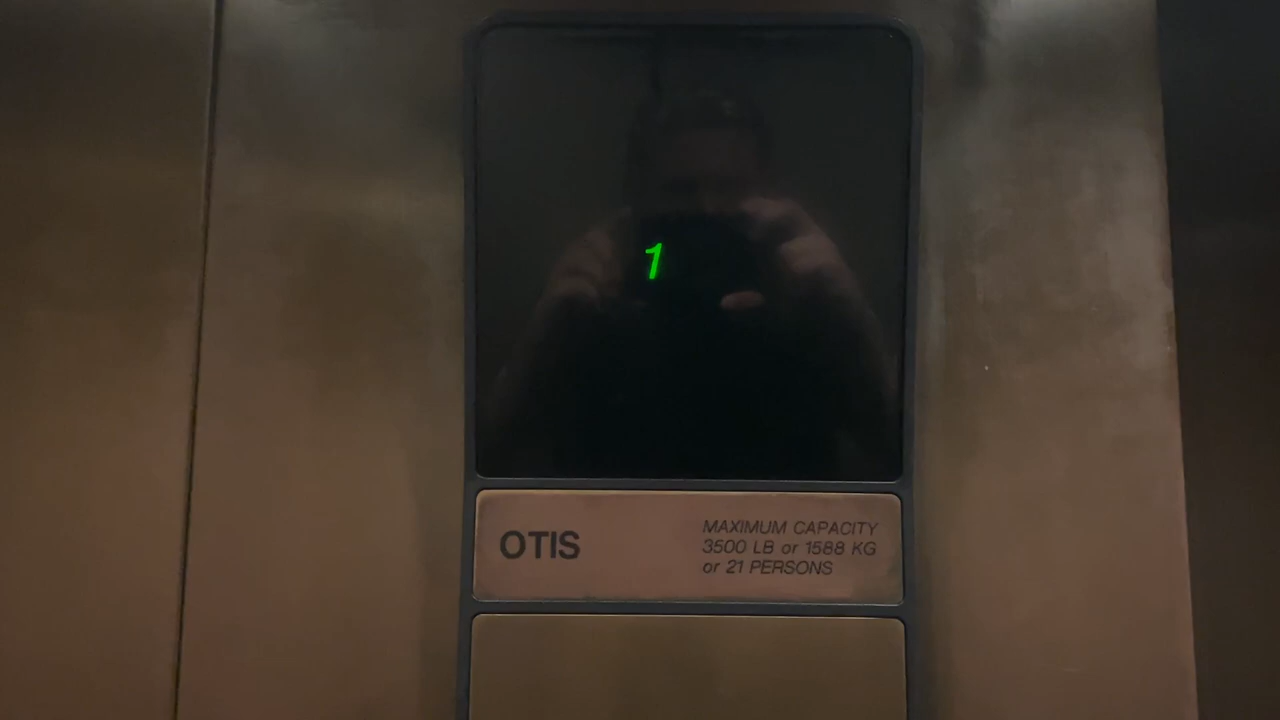 1
OTIS
MAXIMUM CAPACITY
3500 LB or 1588 KG
or 21 PERSONS